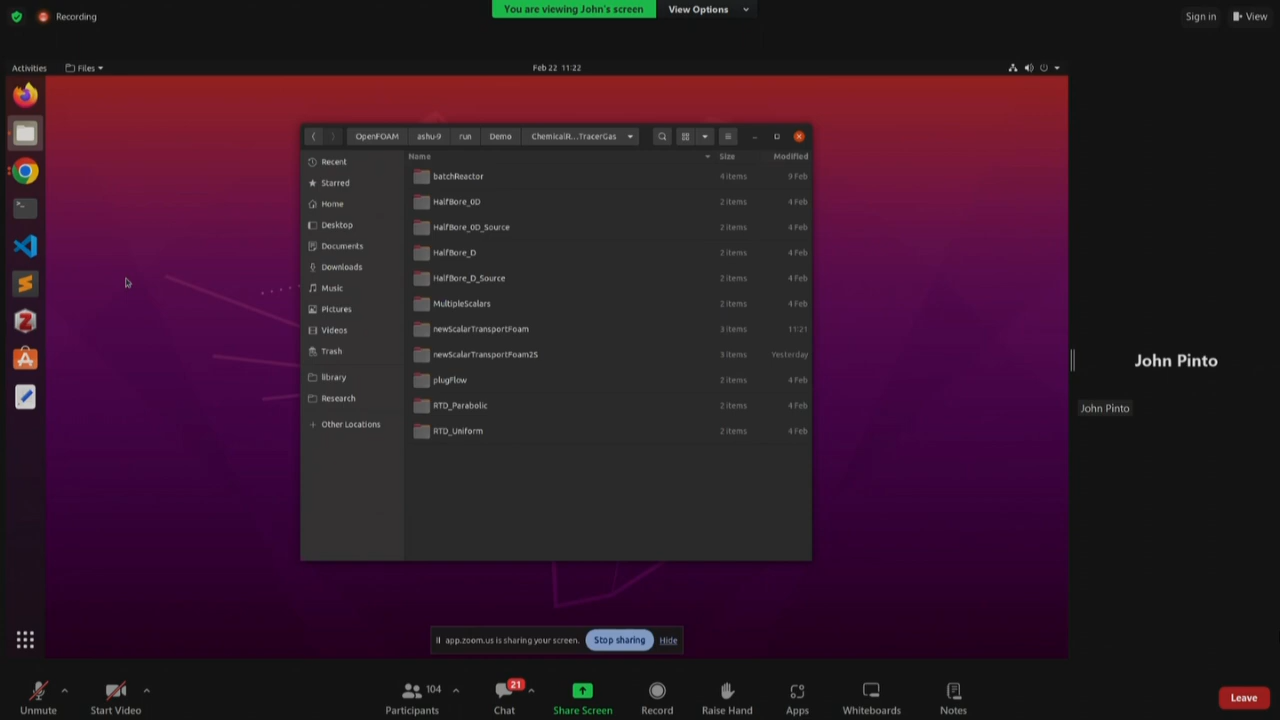 Recording
You are viewing John's screen
View Options
Sign in
View
Activities
Files
Feb 22 11:22
OpenFOAM
ashu-9
run
Demo
ChemicalR...TracerGas
Recent
Starred
Home
Desktop
Documents
Downloads
Music
Pictures
Videos
Trash
library
Research
+ Other Locations
Name Size Modified
batchReactor 4 items 9 Feb
HalfBore_0D 2 items 4 Feb
HalfBore_0D_Source 2 items 4 Feb
HalfBore_D 2 items 4 Feb
HalfBore_D_Source 2 items 4 Feb
MultipleScalars 2 items 4 Feb
newScalarTransportFoam 3 items 11:21
newScalarTransportFoam2S 3 items Yesterday
plugFlow 2 items 4 Feb
RTD_Parabolic 2 items 4 Feb
RTD_Uniform 2 items 4 Feb
John Pinto
John Pinto
app.zoom.us is sharing your screen.
Stop sharing
Hide
Unmute
Start Video
104
Participants
21
Chat
Share Screen
Record
Raise Hand
Apps
Whiteboards
Notes
Leave